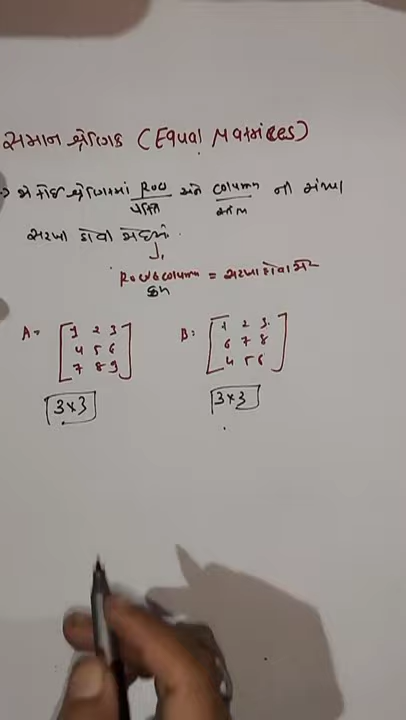 સમાન શ્રેણિક (Equal Matrices)
→ જે કોઈ શ્રેણિકમાં Row અને column ની સંખ્યા
પંક્તિ સ્તંભ
સરખા હોવા જોઈએ.
Row & column = સરખા હોવા જોઈએ
A = [ 1 2 3 B = [ 1 2 3
4 5 6 6 7 8
7 8 9 ] 4 5 6 ]
3×3 3×3